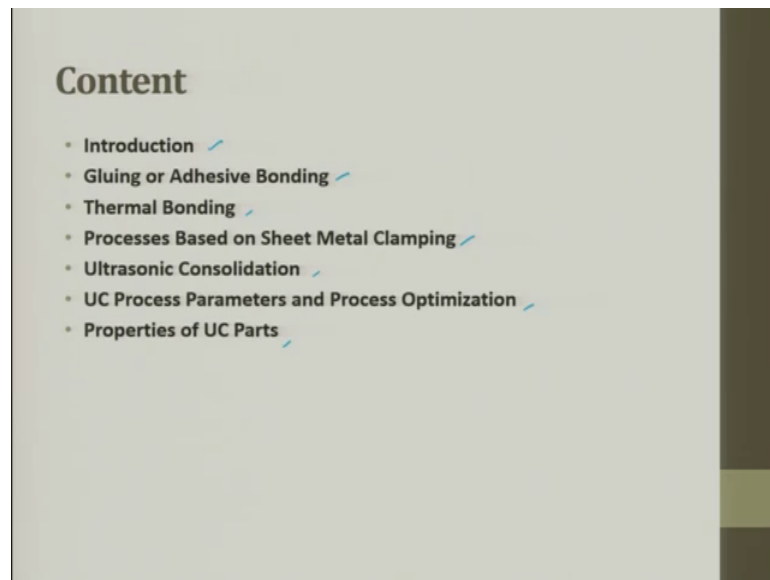 Content
• Introduction
• Gluing or Adhesive Bonding
• Thermal Bonding
• Processes Based on Sheet Metal Clamping
• Ultrasonic Consolidation
• UC Process Parameters and Process Optimization
• Properties of UC Parts